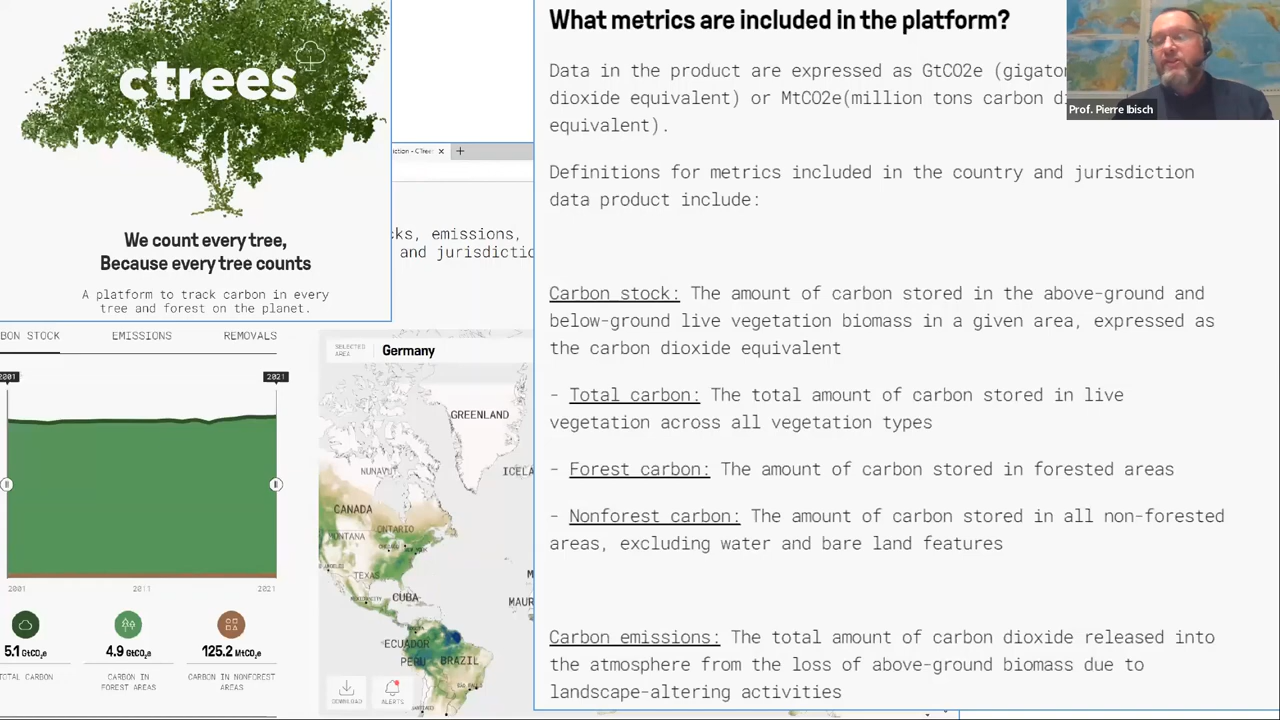 ctrees
We count every tree,
Because every tree counts
A platform to track carbon in every
tree and forest on the planet.
What metrics are included in the platform?
Data in the product are expressed as GtCO2e (gigaton
dioxide equivalent) or MtCO2e(million tons carbon di
equivalent).
Definitions for metrics included in the country and jurisdiction
data product include:
Carbon stock: The amount of carbon stored in the above-ground and
below-ground live vegetation biomass in a given area, expressed as
the carbon dioxide equivalent
- Total carbon: The total amount of carbon stored in live
vegetation across all vegetation types
- Forest carbon: The amount of carbon stored in forested areas
- Nonforest carbon: The amount of carbon stored in all non-forested
areas, excluding water and bare land features
Carbon emissions: The total amount of carbon dioxide released into
the atmosphere from the loss of above-ground biomass due to
landscape-altering activities
Prof. Pierre Ibisch
ction - CTree
cks, emissions,
and jurisdictio
BON STOCK EMISSIONS REMOVALS
2001 2021
2001 2011 2021
5.1 GtCO₂e 4.9 GtCO₂e 125.2 MtCO₂e
TOTAL CARBON
CARBON IN
FOREST AREAS
CARBON IN NONFOREST
AREAS
SELECTED
AREA
Germany
GREENLAND
ICELA
NUNAVUT
CANADA
ONTARIO
MONTANA
TEXAS
CUBA
MAUR
ECUADOR
PERU BRAZIL
DOWNLOAD ALERTS